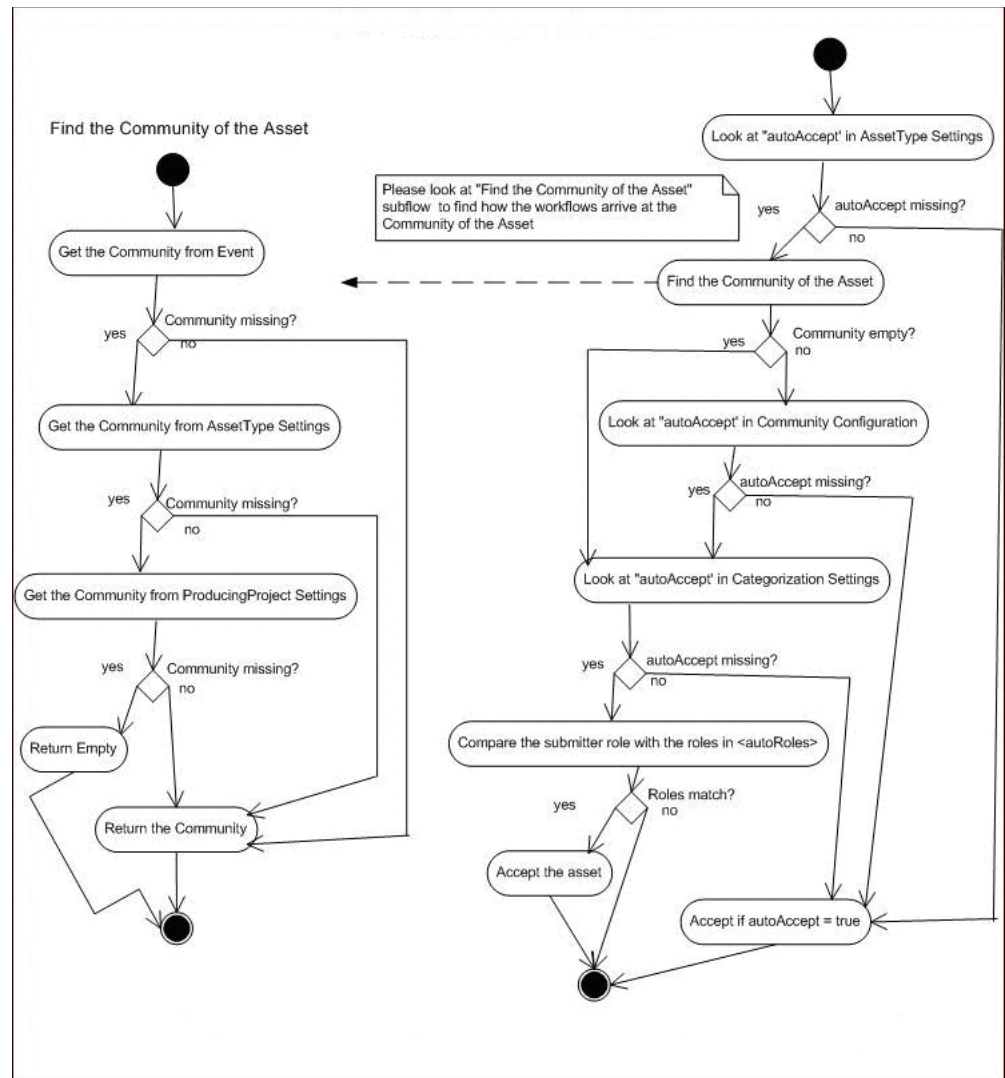 Find the Community of the Asset
Get the Community from Event
Community missing?
yes
no
Get the Community from AssetType Settings
yes
Community missing?
no
Get the Community from ProducingProject Settings
yes
Community missing?
no
Return Empty
Return the Community
Look at "autoAccept' in AssetType Settings
Please look at "Find the Community of the Asset"
subflow to find how the workflows arrive at the
Community of the Asset
yes
autoAccept missing?
no
Find the Community of the Asset
Community empty?
yes
no
Look at "autoAccept' in Community Configuration
autoAccept missing?
yes
no
Look at "autoAccept' in Categorization Settings
yes
autoAccept missing?
no
Compare the submitter role with the roles in <autoRoles>
Roles match?
yes
no
Accept the asset
Accept if autoAccept = true